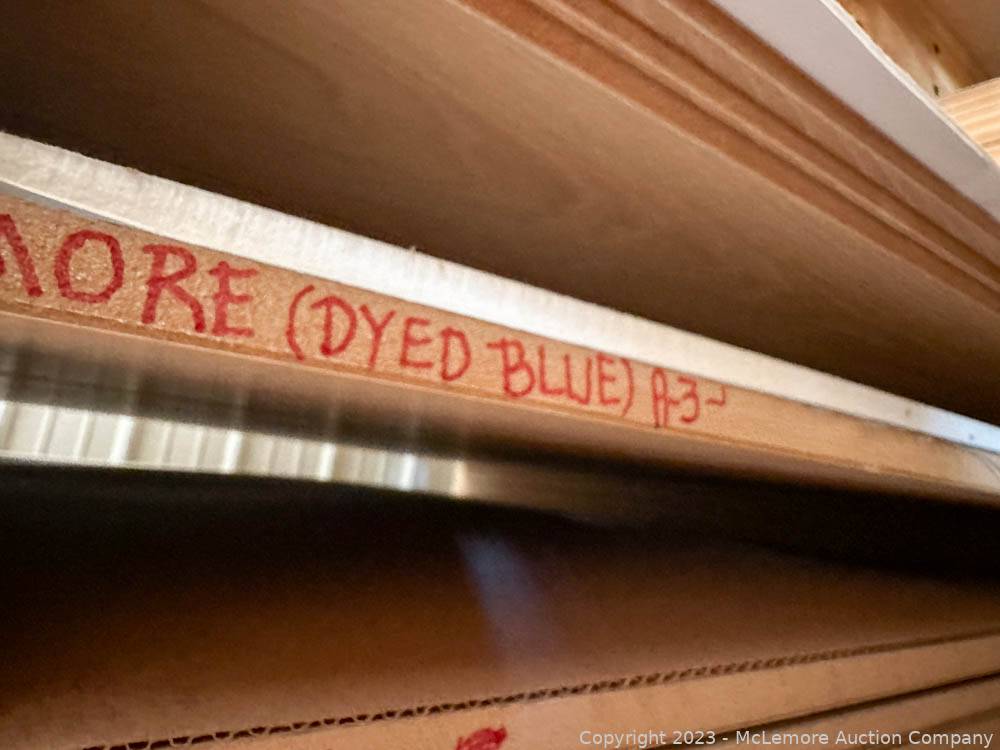 MORE (DYED BLUE) A-3-
Copyright 2023 - McLemore Auction Company